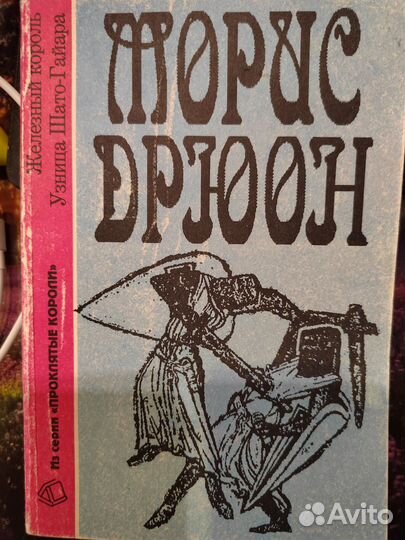 МОРИС
ДРЮОН
Железный король
Узница Шато-Гайара
Из серии «ПРОКЛЯТЫЕ КОРОЛИ»
Avito